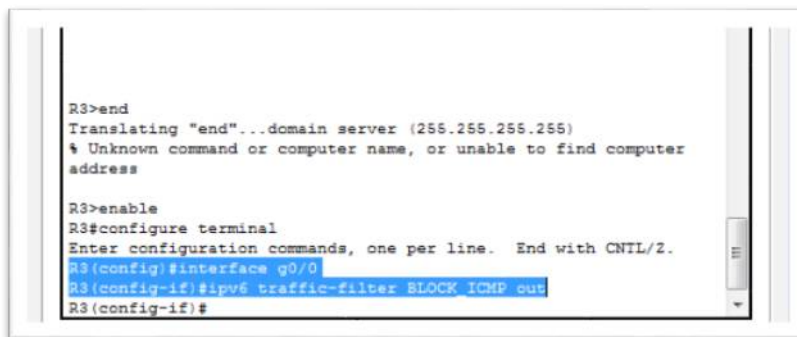 R3>end
Translating "end"...domain server (255.255.255.255)
% Unknown command or computer name, or unable to find computer
address
R3>enable
R3#configure terminal
Enter configuration commands, one per line.  End with CNTL/Z.
R3(config)#interface g0/0
R3(config-if)#ipv6 traffic-filter BLOCK_ICMP out
R3(config-if)#